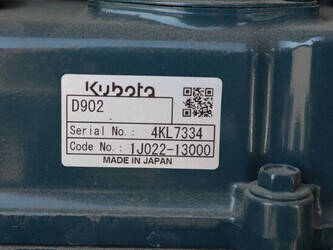 Kubota
D902
Serial No.: 4KL7334
Code No.: 1J022-13000
MADE IN JAPAN